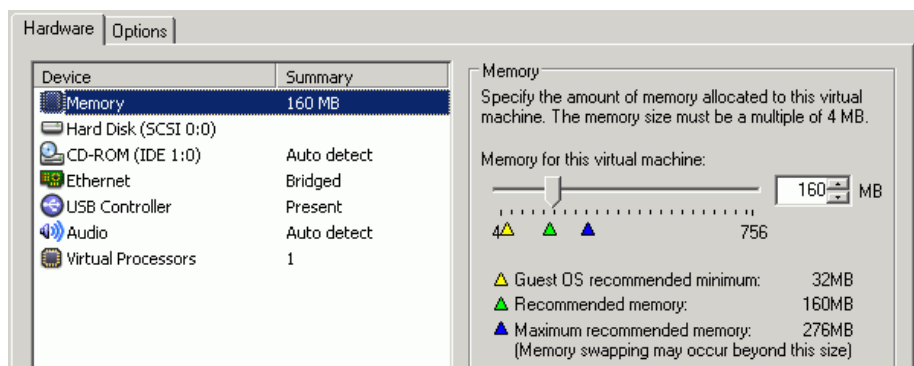 Hardware
Options
Device Summary
Memory 160 MB
Hard Disk (SCSI 0:0)
CD-ROM (IDE 1:0) Auto detect
Ethernet Bridged
USB Controller Present
Audio Auto detect
Virtual Processors 1
Memory
Specify the amount of memory allocated to this virtual
machine. The memory size must be a multiple of 4 MB.
Memory for this virtual machine:
160 MB
4 756
Guest OS recommended minimum: 32MB
Recommended memory: 160MB
Maximum recommended memory: 276MB
(Memory swapping may occur beyond this size)